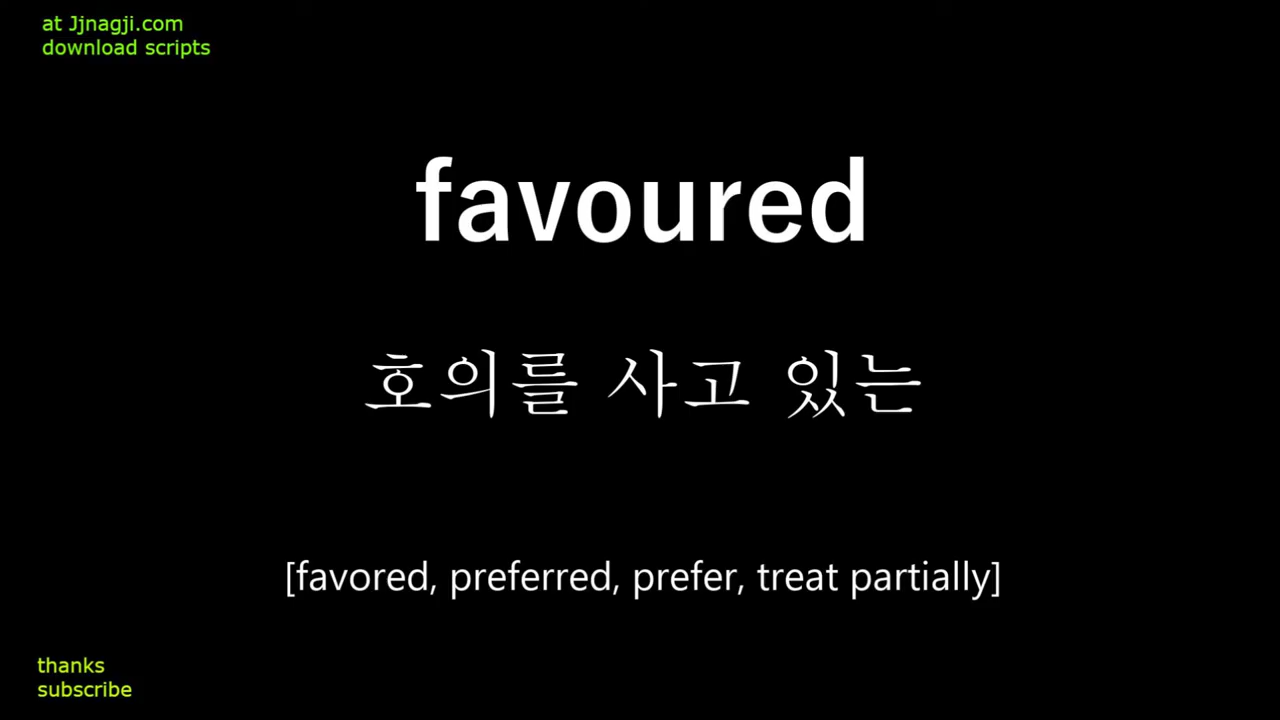 at Jjnagji.com
download scripts
favoured
호의를 사고 있는
[favored, preferred, prefer, treat partially]
thanks
subscribe